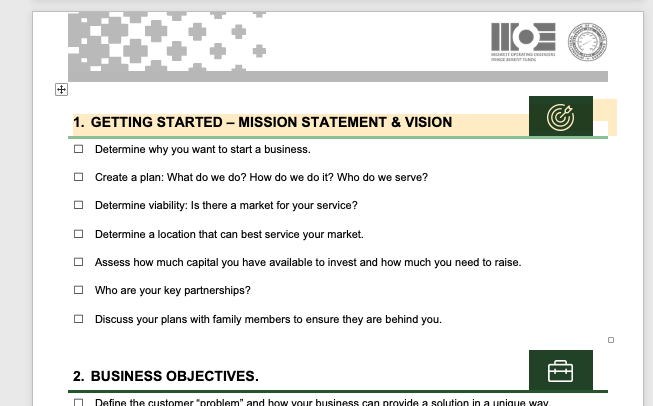 MIDWEST OPERATING ENGINEERS
FRINGE BENEFIT FUNDS
1. GETTING STARTED – MISSION STATEMENT & VISION
☐ Determine why you want to start a business.
☐ Create a plan: What do we do? How do we do it? Who do we serve?
☐ Determine viability: Is there a market for your service?
☐ Determine a location that can best service your market.
☐ Assess how much capital you have available to invest and how much you need to raise.
☐ Who are your key partnerships?
☐ Discuss your plans with family members to ensure they are behind you.
2. BUSINESS OBJECTIVES.
☐ Define the customer “problem” and how your business can provide a solution in a unique way.